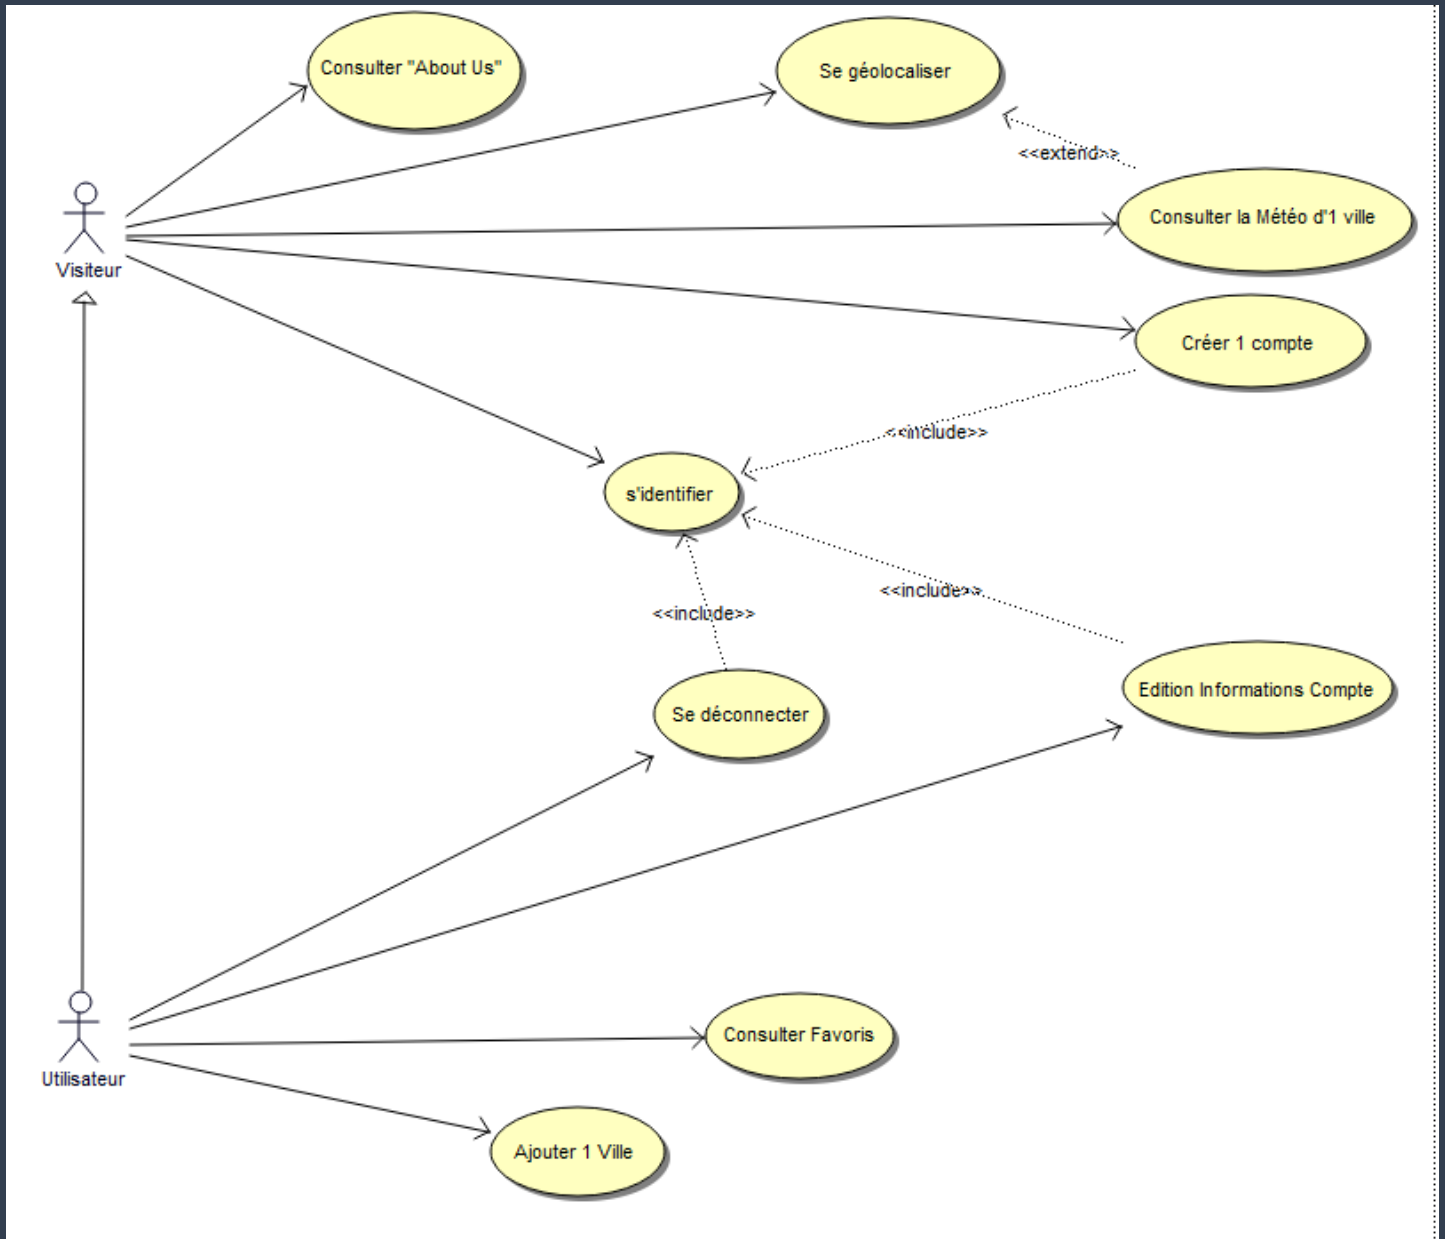 Consulter "About Us"
Se géolocaliser
<<extend>>
Consulter la Météo d'1 ville
Visiteur
Créer 1 compte
<<include>>
s'identifier
<<include>>
<<include>>
Edition Informations Compte
Se déconnecter
Consulter Favoris
Utilisateur
Ajouter 1 Ville